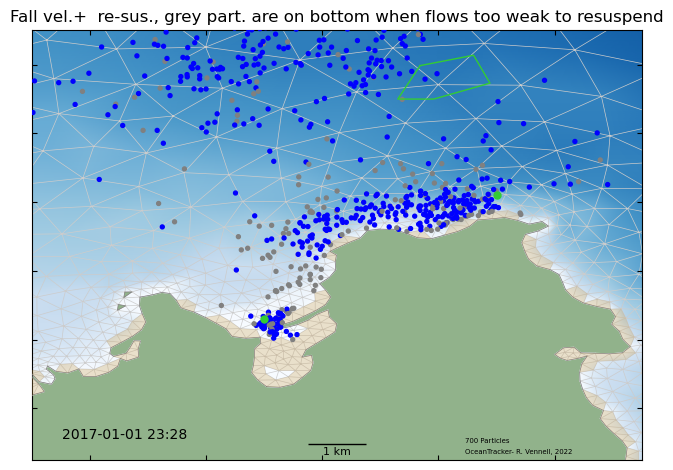 Fall vel.+  re-sus., grey part. are on bottom when flows too weak to resuspend
2017-01-01 23:28
1 km
700 Particles
OceanTracker- R. Vennell, 2022